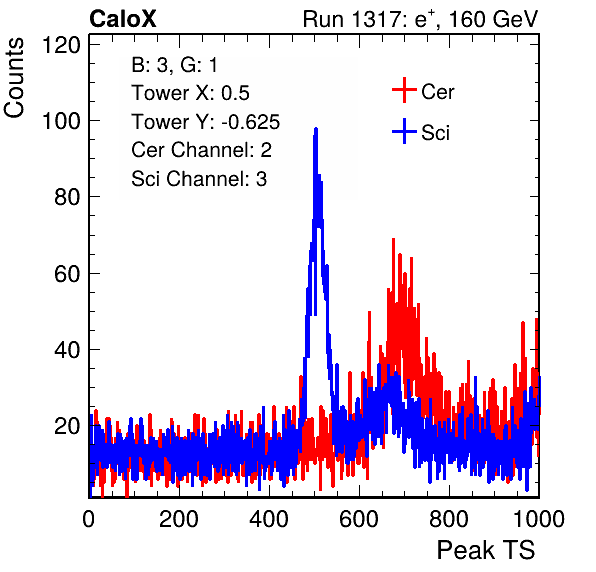 CaloX
Run 1317: e+, 160 GeV
Counts
120
100
80
60
40
20
B: 3, G: 1
Tower X: 0.5
Tower Y: -0.625
Cer Channel: 2
Sci Channel: 3
Cer
Sci
0 200 400 600 800 1000
Peak TS